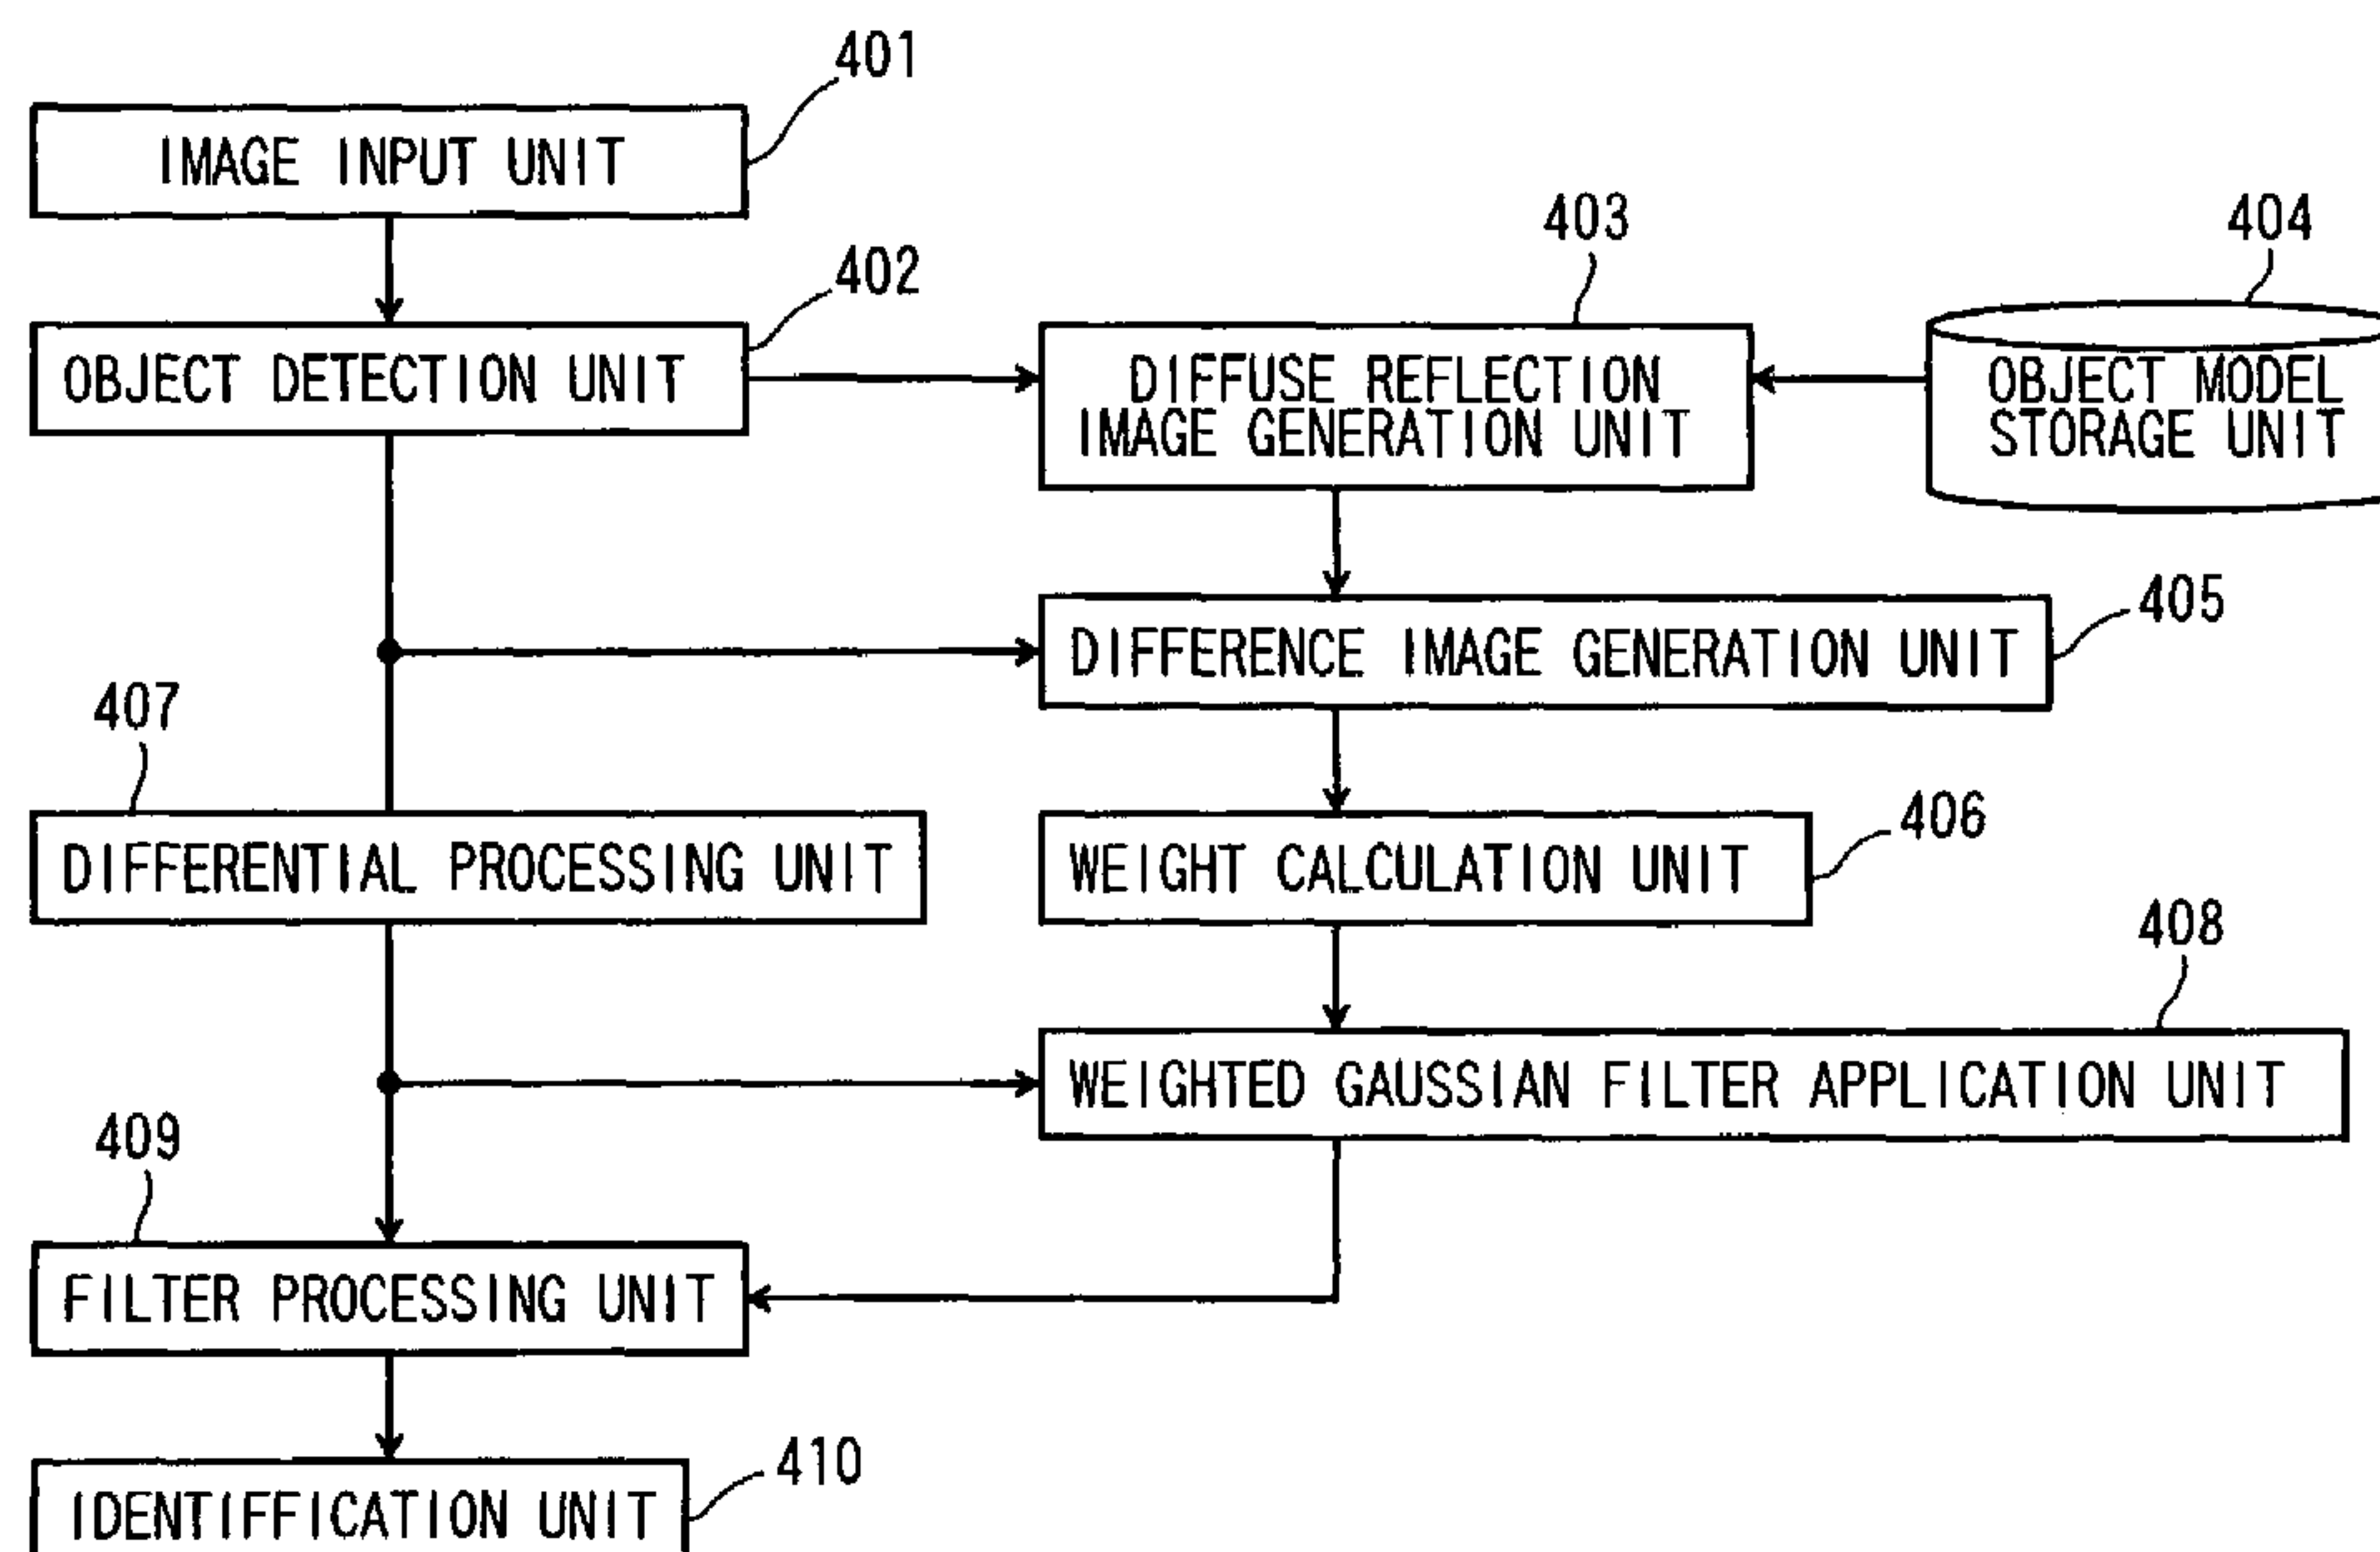 401
IMAGE INPUT UNIT
402
OBJECT DETECTION UNIT
403
DIFFUSE REFLECTION
IMAGE GENERATION UNIT
404
OBJECT MODEL
STORAGE UNIT
405
DIFFERENCE IMAGE GENERATION UNIT
407
DIFFERENTIAL PROCESSING UNIT
406
WEIGHT CALCULATION UNIT
408
WEIGHTED GAUSSIAN FILTER APPLICATION UNIT
409
FILTER PROCESSING UNIT
410
IDENTIFFICATION UNIT